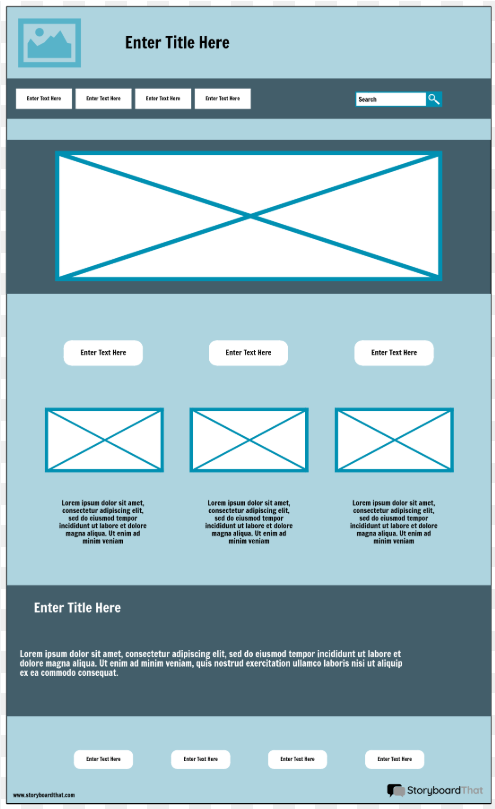 Enter Title Here
Enter Text Here Enter Text Here Enter Text Here Enter Text Here
Search
Enter Text Here
Enter Text Here
Enter Text Here
Lorem ipsum dolor sit amet,
consectetur adipiscing elit,
sed do eiusmod tempor
incididunt ut labore et dolore
magna aliqua. Ut enim ad
minim veniam
Lorem ipsum dolor sit amet,
consectetur adipiscing elit,
sed do eiusmod tempor
incididunt ut labore et dolore
magna aliqua. Ut enim ad
minim veniam
Lorem ipsum dolor sit amet,
consectetur adipiscing elit,
sed do eiusmod tempor
incididunt ut labore et dolore
magna aliqua. Ut enim ad
minim veniam
Enter Title Here
Lorem ipsum dolor sit amet, consectetur adipiscing elit, sed do eiusmod tempor incididunt ut labore et
dolore magna aliqua. Ut enim ad minim veniam, quis nostrud exercitation ullamco laboris nisi ut aliquip
ex ea commodo consequat.
Enter Text Here Enter Text Here Enter Text Here Enter Text Here
www.storyboardthat.com
StoryboardThat